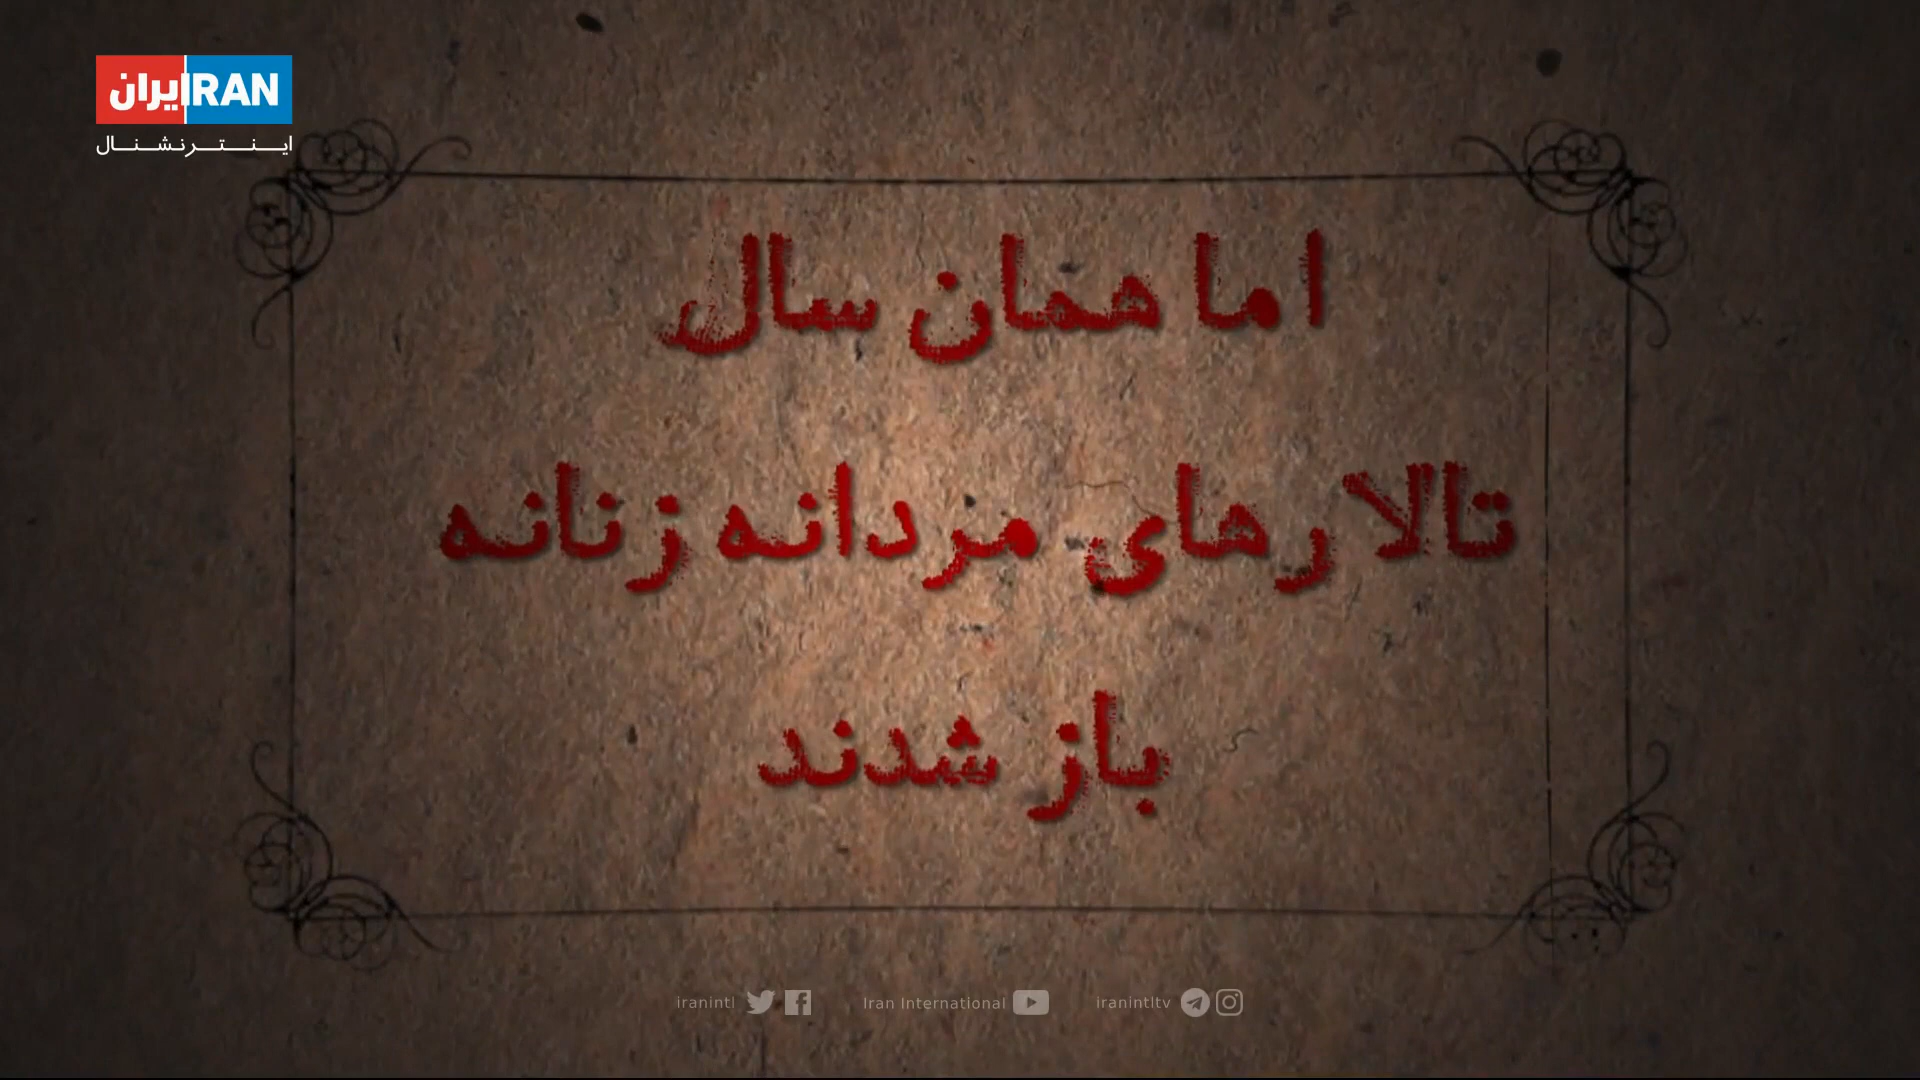 ایران IRAN
اینترنشنال
اما همان سال
تالارهای مردانه زنانه
باز شدند
iranintl
Iran International
iranintltv